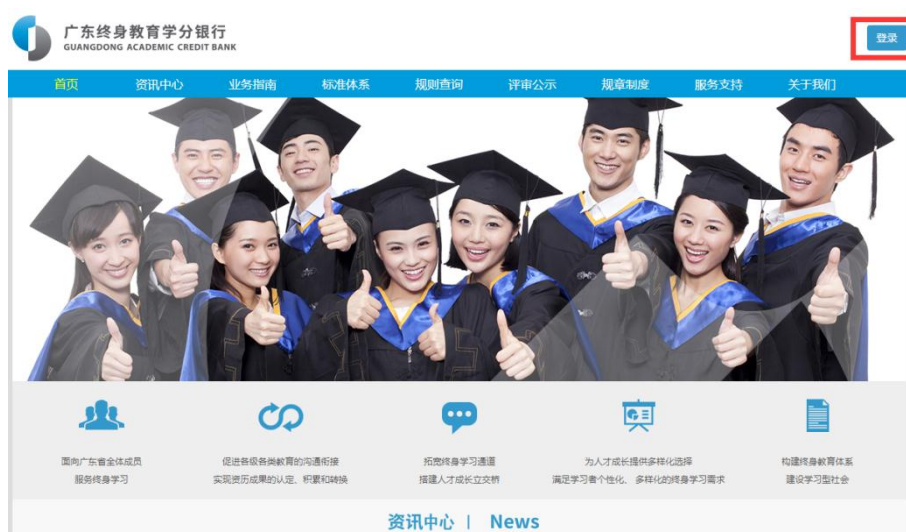 广东终身教育学分银行
GUANGDONG ACADEMIC CREDIT BANK
登录
首页 资讯中心 业务指南 标准体系 规则查询 评审公示 规章制度 服务支持 关于我们
面向广东省全体成员
服务终身学习
促进各级各类教育的沟通衔接
实现资历成果的认定、积累和转换
拓宽终身学习通道
搭建人才成长立交桥
为人才成长提供多样化选择
满足学习者个性化、多样化的终身学习需求
构建终身教育体系
建设学习型社会
资讯中心 | News